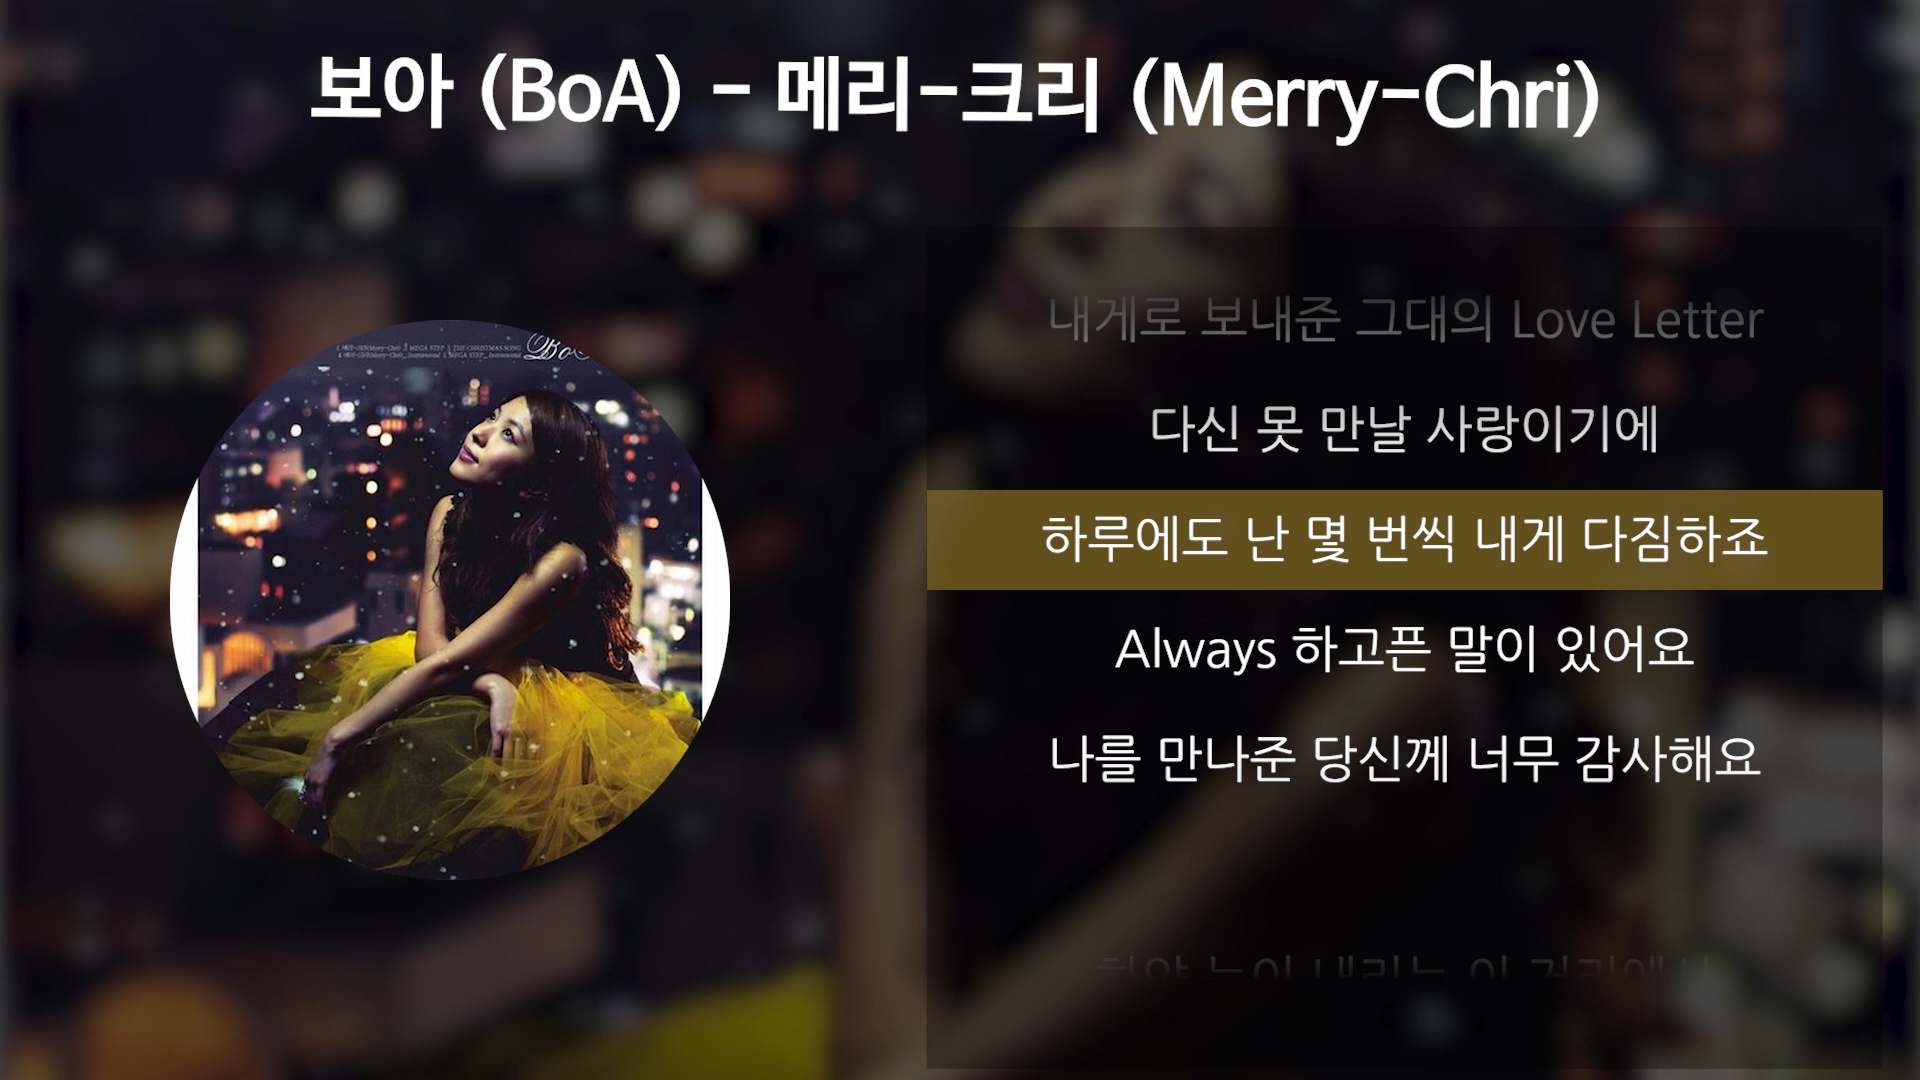 보아 (BoA) - 메리-크리 (Merry-Chri)
내게로 보내준 그대의 Love Letter
다신 못 만날 사랑이기에
하루에도 난 몇 번씩 내게 다짐하죠
Always 하고픈 말이 있어요
나를 만나준 당신께 너무 감사해요